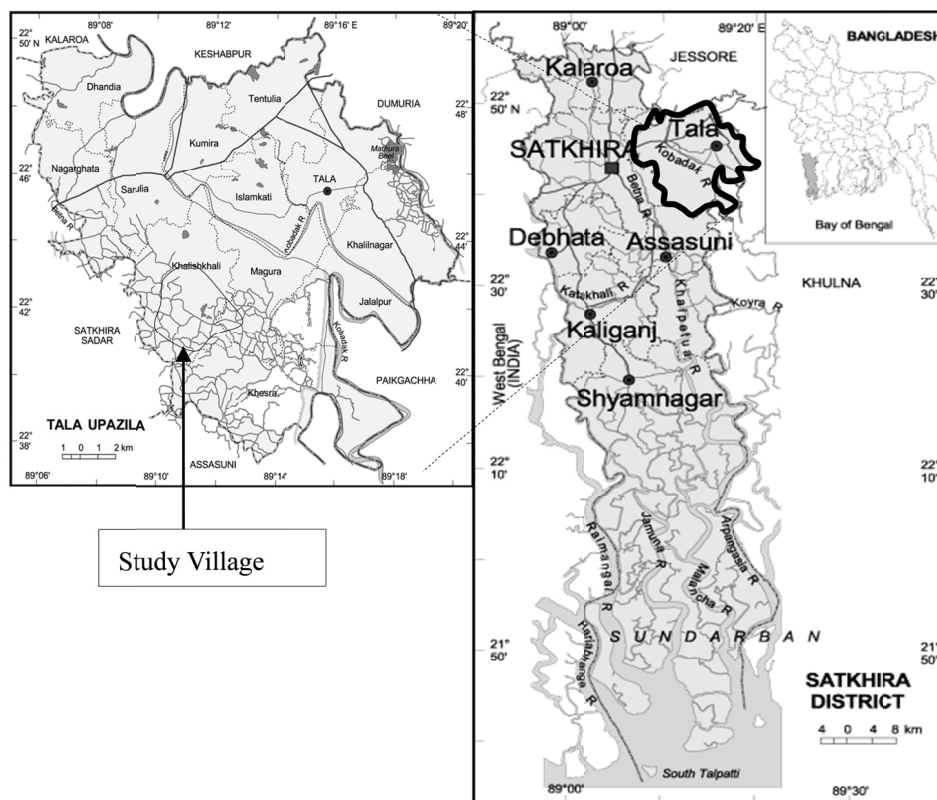 89°08'
89°16' E
89°20'
22°
50' N
KALAROA
KESHABPUR
Dhandia
Tentulia
DUMURIA
22°
48'
Mathura
Beel
Kumira
22°
46'
Nagarghata
Sarulia
Islamkati
TALA
Betna R
Kobadak R
Khalilnagar
22°
44'
Khalishkhali
Magura
22°
42'
Jalalpur
SATKHIRA
SADAR
Kobadak R
22°
40'
PAIKGACHHA
Khesra
TALA UPAZILA
1 0 1 2 km
22°
38'
ASSASUNI
89°06'
89°10'
89°14'
89°18'
Study Village
89°00'
89°20' E
JESSORE
BANGLADESH
Kalaroa
22°
50' N
22°
50' N
Tala
SATKHIRA
Kobadak R
Betna R
Bay of Bengal
Debhata
Assasuni
KHULNA
22°
30'
22°
30'
Katakhali R
Kholpetua R
Koyra R
Kaliganj
West Bengal
(INDIA)
Shyamnagar
22°
10'
22°
10'
Raimangal R
Jamuna R
Malancha R
Arpangasia R
Hariabhanga R
SUNDARBAN
21°
50'
21°
50'
SATKHIRA
DISTRICT
4 0 4 8 km
South Talpatti
89°00'
89°30'